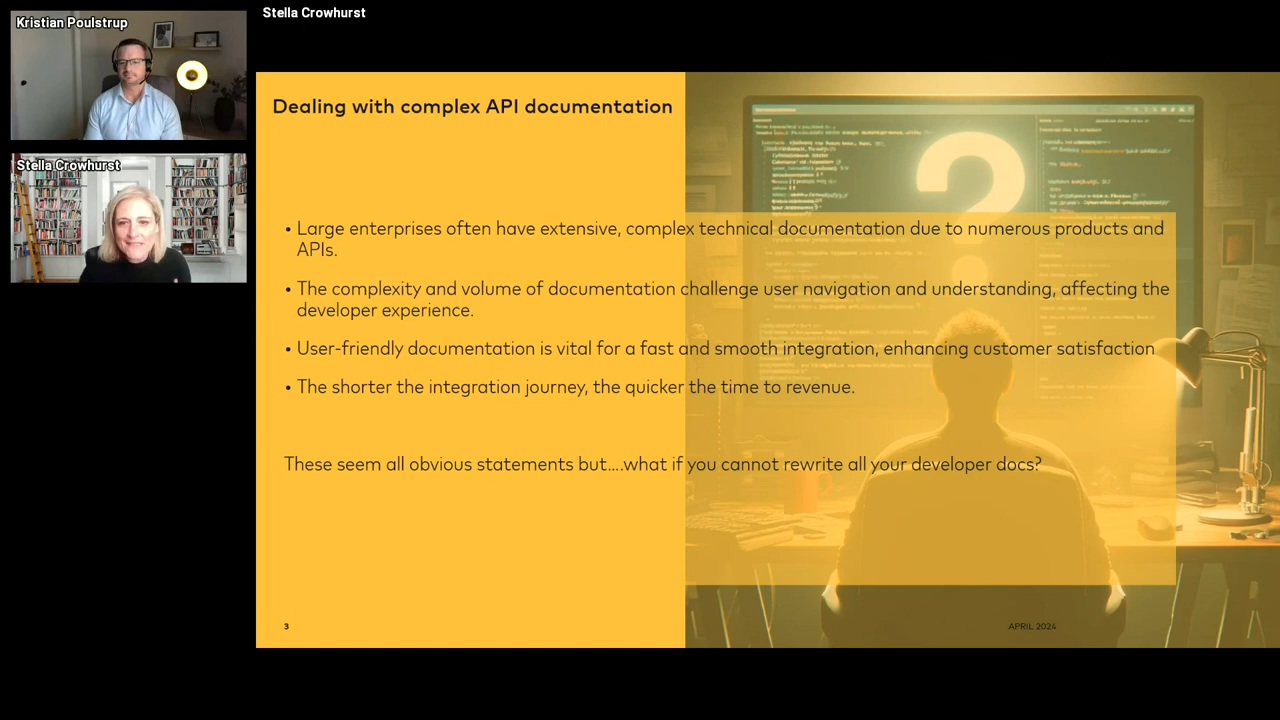 Kristian Poulstrup
Stella Crowhurst
Stella Crowhurst
Dealing with complex API documentation
• Large enterprises often have extensive, complex technical documentation due to numerous products and
APIs.
• The complexity and volume of documentation challenge user navigation and understanding, affecting the
developer experience.
• User-friendly documentation is vital for a fast and smooth integration, enhancing customer satisfaction
• The shorter the integration journey, the quicker the time to revenue.
These seem all obvious statements but....what if you cannot rewrite all your developer docs?
3
APRIL 2024